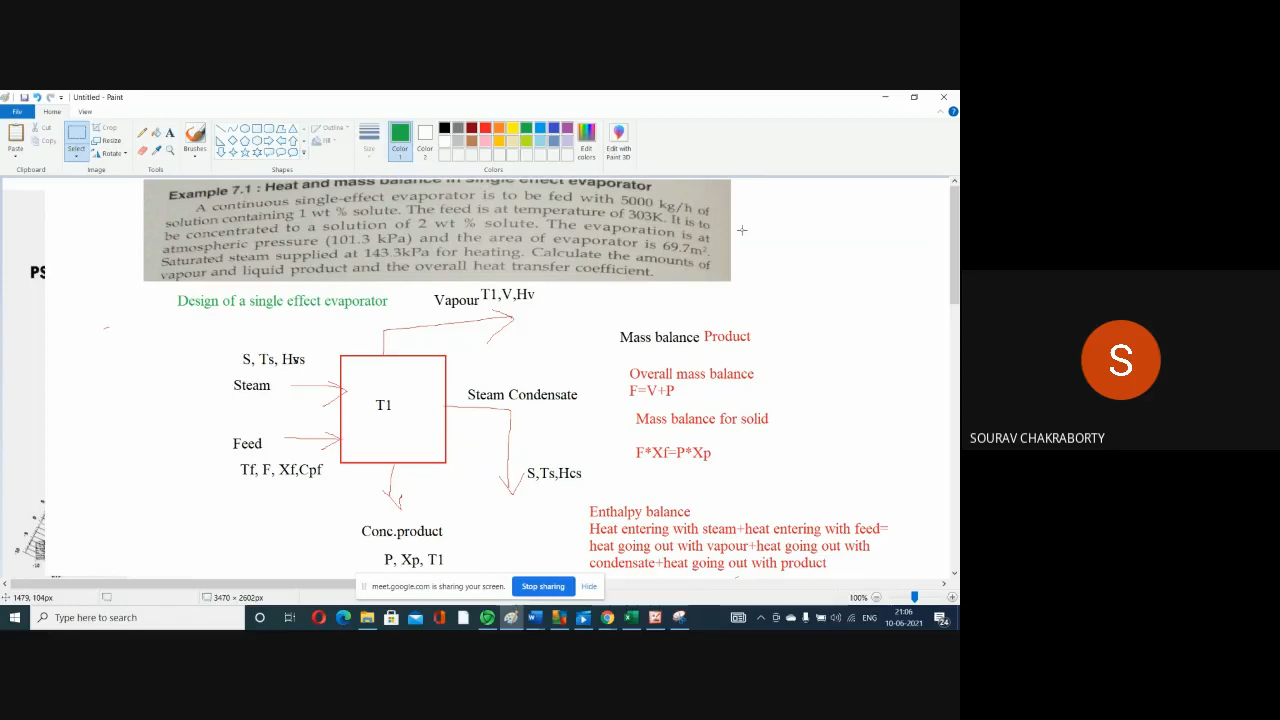 Untitled - Paint
File Home View
Paste
Cut
Copy
Clipboard
Select
Crop
Resize
Rotate
Image
Tools
Brushes
Shapes
Outline
Fill
Size
Color 1
Color 2
Edit colors
Edit with Paint 3D
Colors
Example 7.1 : Heat and mass balance in single effect evaporator
A continuous single-effect evaporator is to be fed with 5000 kg/h of
solution containing 1 wt % solute. The feed is at temperature of 303K. It is to
be concentrated to a solution of 2 wt % solute. The evaporation is at
atmospheric pressure (101.3 kPa) and the area of evaporator is 69.7m².
Saturated steam supplied at 143.3kPa for heating. Calculate the amounts of
vapour and liquid product and the overall heat transfer coefficient.
PS
Design of a single effect evaporator
Vapour T1,V,Hv
S, Ts, Hvs
Steam
T1
Steam Condensate
Feed
Tf, F, Xf,Cpf
S,Ts,Hcs
Conc.product
P, Xp, T1
Mass balance Product
Overall mass balance
F=V+P
Mass balance for solid
F*Xf=P*Xp
Enthalpy balance
Heat entering with steam+heat entering with feed=
heat going out with vapour+heat going out with
condensate+heat going out with product
meet.google.com is sharing your screen. Stop sharing Hide
1479, 104px 3470 × 2602px 100%
Type here to search
ENG
21:06
10-06-2021
24
S
SOURAV CHAKRABORTY